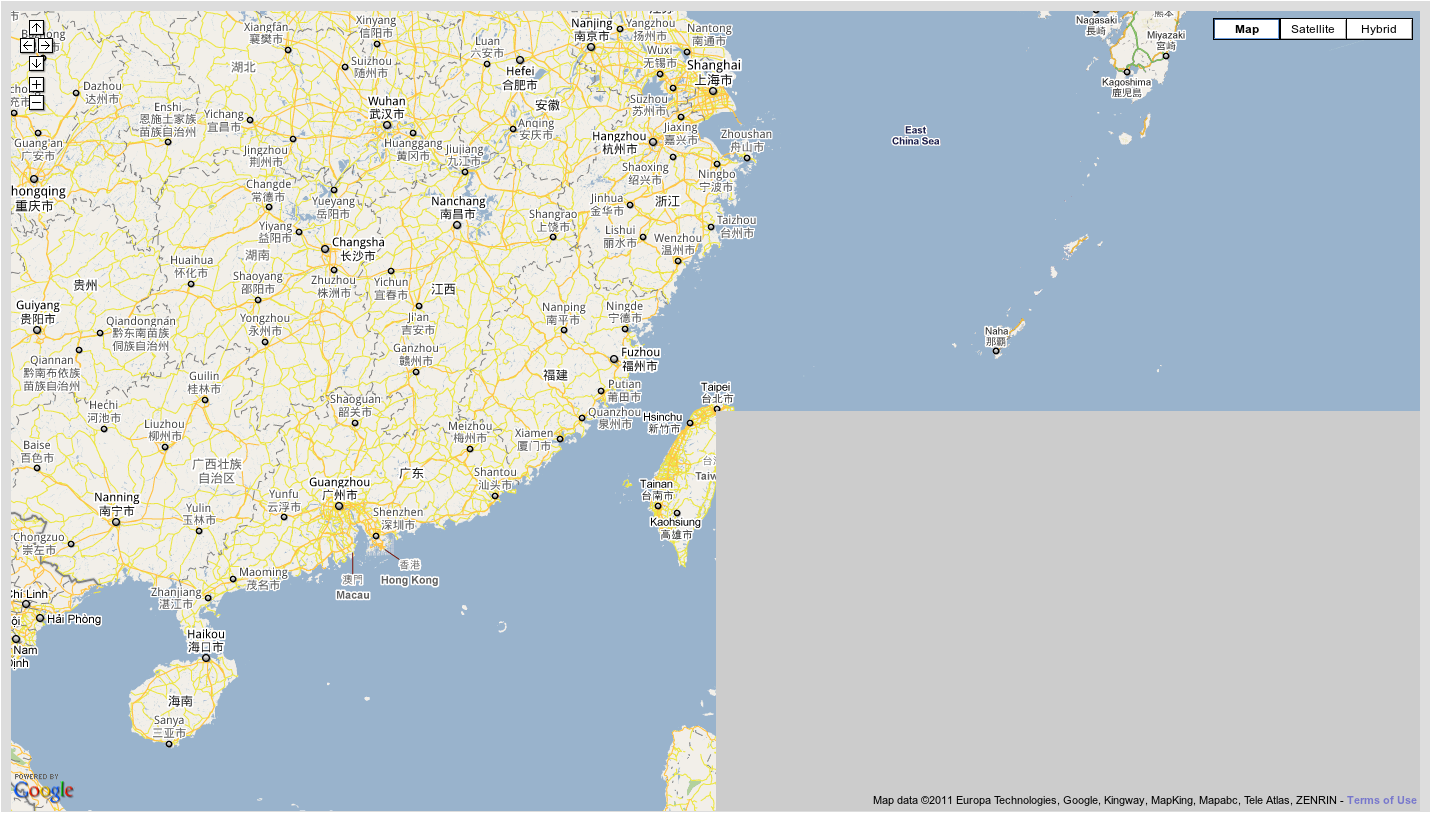 Map
Satellite
Hybrid
Xiangfan
襄樊市
Xinyang
信阳市
Nanjing
南京市
Yangzhou
扬州市
Nantong
南通市
Luan
六安市
Wuxi
无锡市
Nagasaki
長崎
Miyazaki
宮崎
湖北
Suizhou
随州市
Hefei
合肥市
Shanghai
上海市
Kagoshima
鹿児島
Dazhou
达州市
Enshi
恩施土家族
苗族自治州
Yichang
宜昌市
Wuhan
武汉市
安徽
Suzhou
苏州市
Anqing
安庆市
Jiaxing
嘉兴市
Zhoushan
舟山市
East
China Sea
Guang'an
广安市
Jingzhou
荆州市
Huanggang
黄冈市
Jiujiang
九江市
Hangzhou
杭州市
Shaoxing
绍兴市
Ningbo
宁波市
hongqing
重庆市
Changde
常德市
Yueyang
岳阳市
Nanchang
南昌市
Jinhua
金华市
浙江
Shangrao
上饶市
Taizhou
台州市
Yiyang
益阳市
Changsha
长沙市
Lishui
丽水市
Wenzhou
温州市
湖南
Huaihua
怀化市
Shaoyang
邵阳市
Zhuzhou
株洲市
Yichun
宜春市
江西
贵州
Guiyang
贵阳市
Qiandongnan
黔东南苗族
侗族自治州
Yongzhou
永州市
Ji'an
吉安市
Nanping
南平市
Ningde
宁德市
Naha
那覇
Qiannan
黔南布依族
苗族自治州
Guilin
桂林市
Ganzhou
赣州市
Fuzhou
福州市
福建
Putian
莆田市
Taipei
台北市
Hechi
河池市
Liuzhou
柳州市
Shaoguan
韶关市
Meizhou
梅州市
Xiamen
厦门市
Quanzhou
泉州市
Hsinchu
新竹市
Baise
百色市
广西壮族
自治区
广东
Shantou
汕头市
Taiw
Tainan
台南市
Guangzhou
广州市
Nanning
南宁市
Yulin
玉林市
Yunfu
云浮市
Shenzhen
深圳市
Kaohsiung
高雄市
Chongzuo
崇左市
香港
Hong Kong
澳門
Macau
Maoming
茂名市
Zhanjiang
湛江市
Chi Linh
Hải Phòng
Nam
Haikou
海口市
海南
Sanya
三亚市
POWERED BY
Google
Map data ©2011 Europa Technologies, Google, Kingway, MapKing, Mapabc, Tele Atlas, ZENRIN - Terms of Use